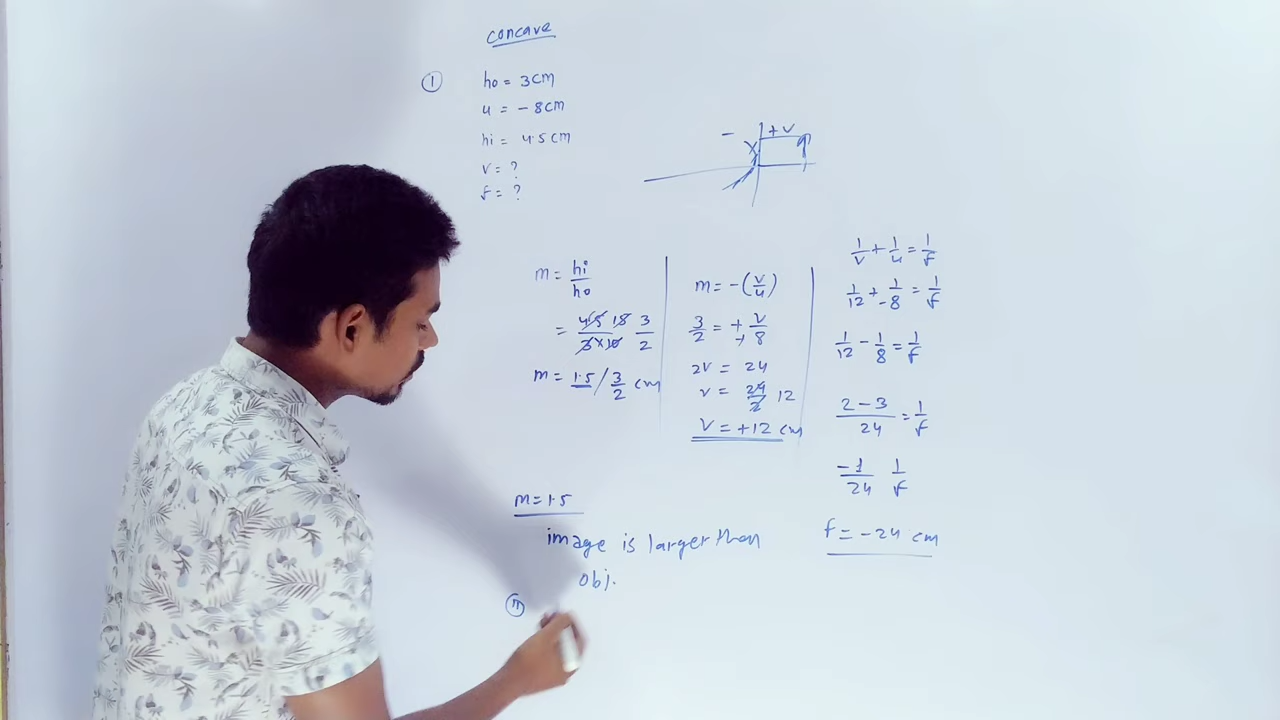 concave
① ho = 3cm
u = -8cm
hi = 4.5cm
v = ?
f = ?
- +v
m = hi/ho
= 45/3×10 18 3/2
m = 1.5 / 3/2 cm
m = -(v/u)
3/2 = + v/+8
2v = 24
v = 24/2 12
v = +12 cm
1/v + 1/u = 1/f
1/12 + 1/-8 = 1/f
1/12 - 1/8 = 1/f
2-3/24 = 1/f
-1/24 1/f
f = -24 cm
m = 1.5
image is larger than
obj.
⑪